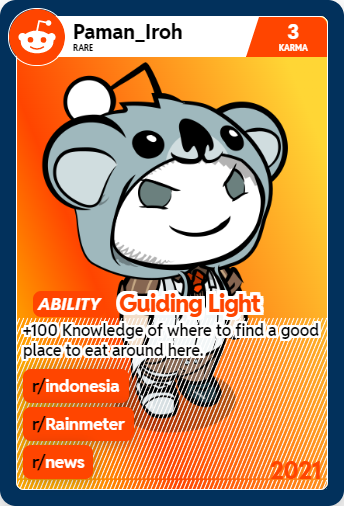 Paman_Iroh
RARE
3
KARMA
ABILITY Guiding Light
+100 Knowledge of where to find a good
place to eat around here.
r/indonesia
r/Rainmeter
r/news
2021